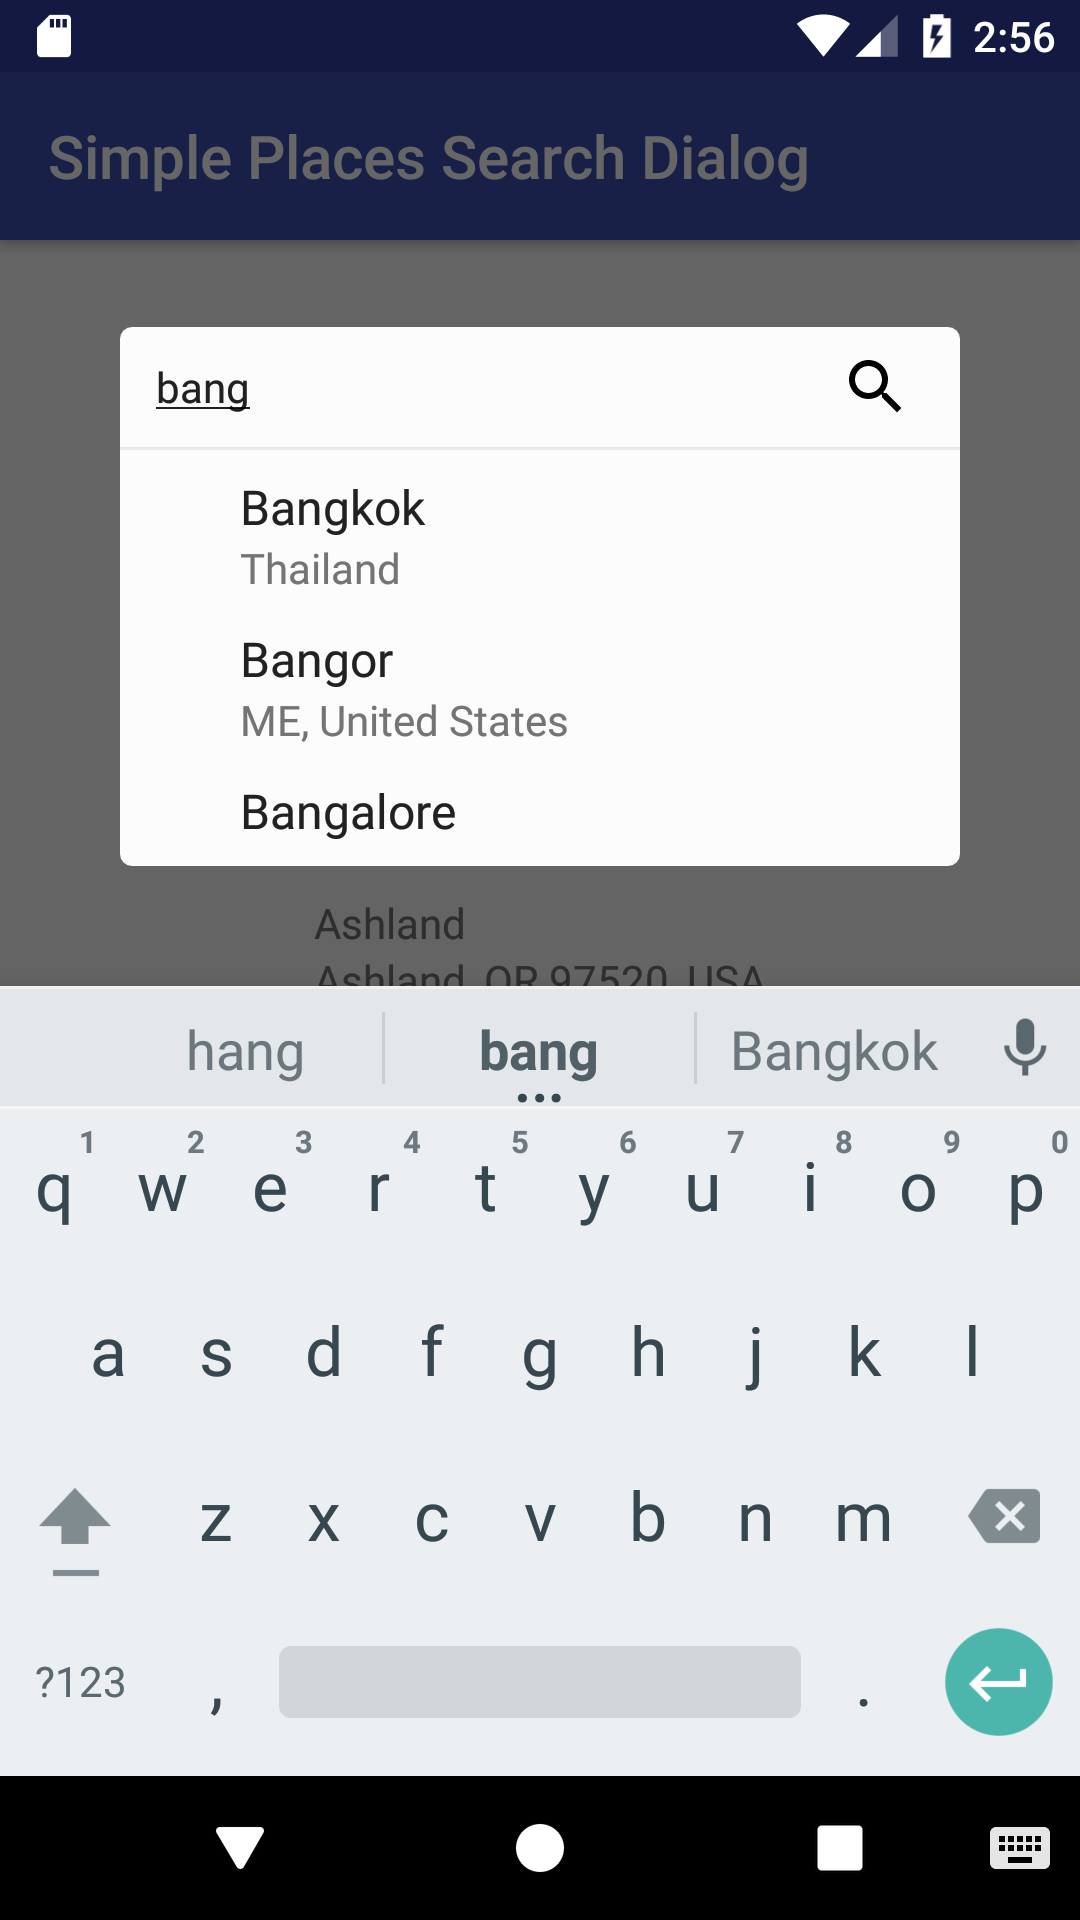 2:56
Simple Places Search Dialog
bang
Bangkok
Thailand
Bangor
ME, United States
Bangalore
Ashland
Ashland, OR 97520, USA
hang bang Bangkok
1 2 3 4 5 6 7 8 9 0
q w e r t y u i o p
a s d f g h j k l
z x c v b n m
?123 , .